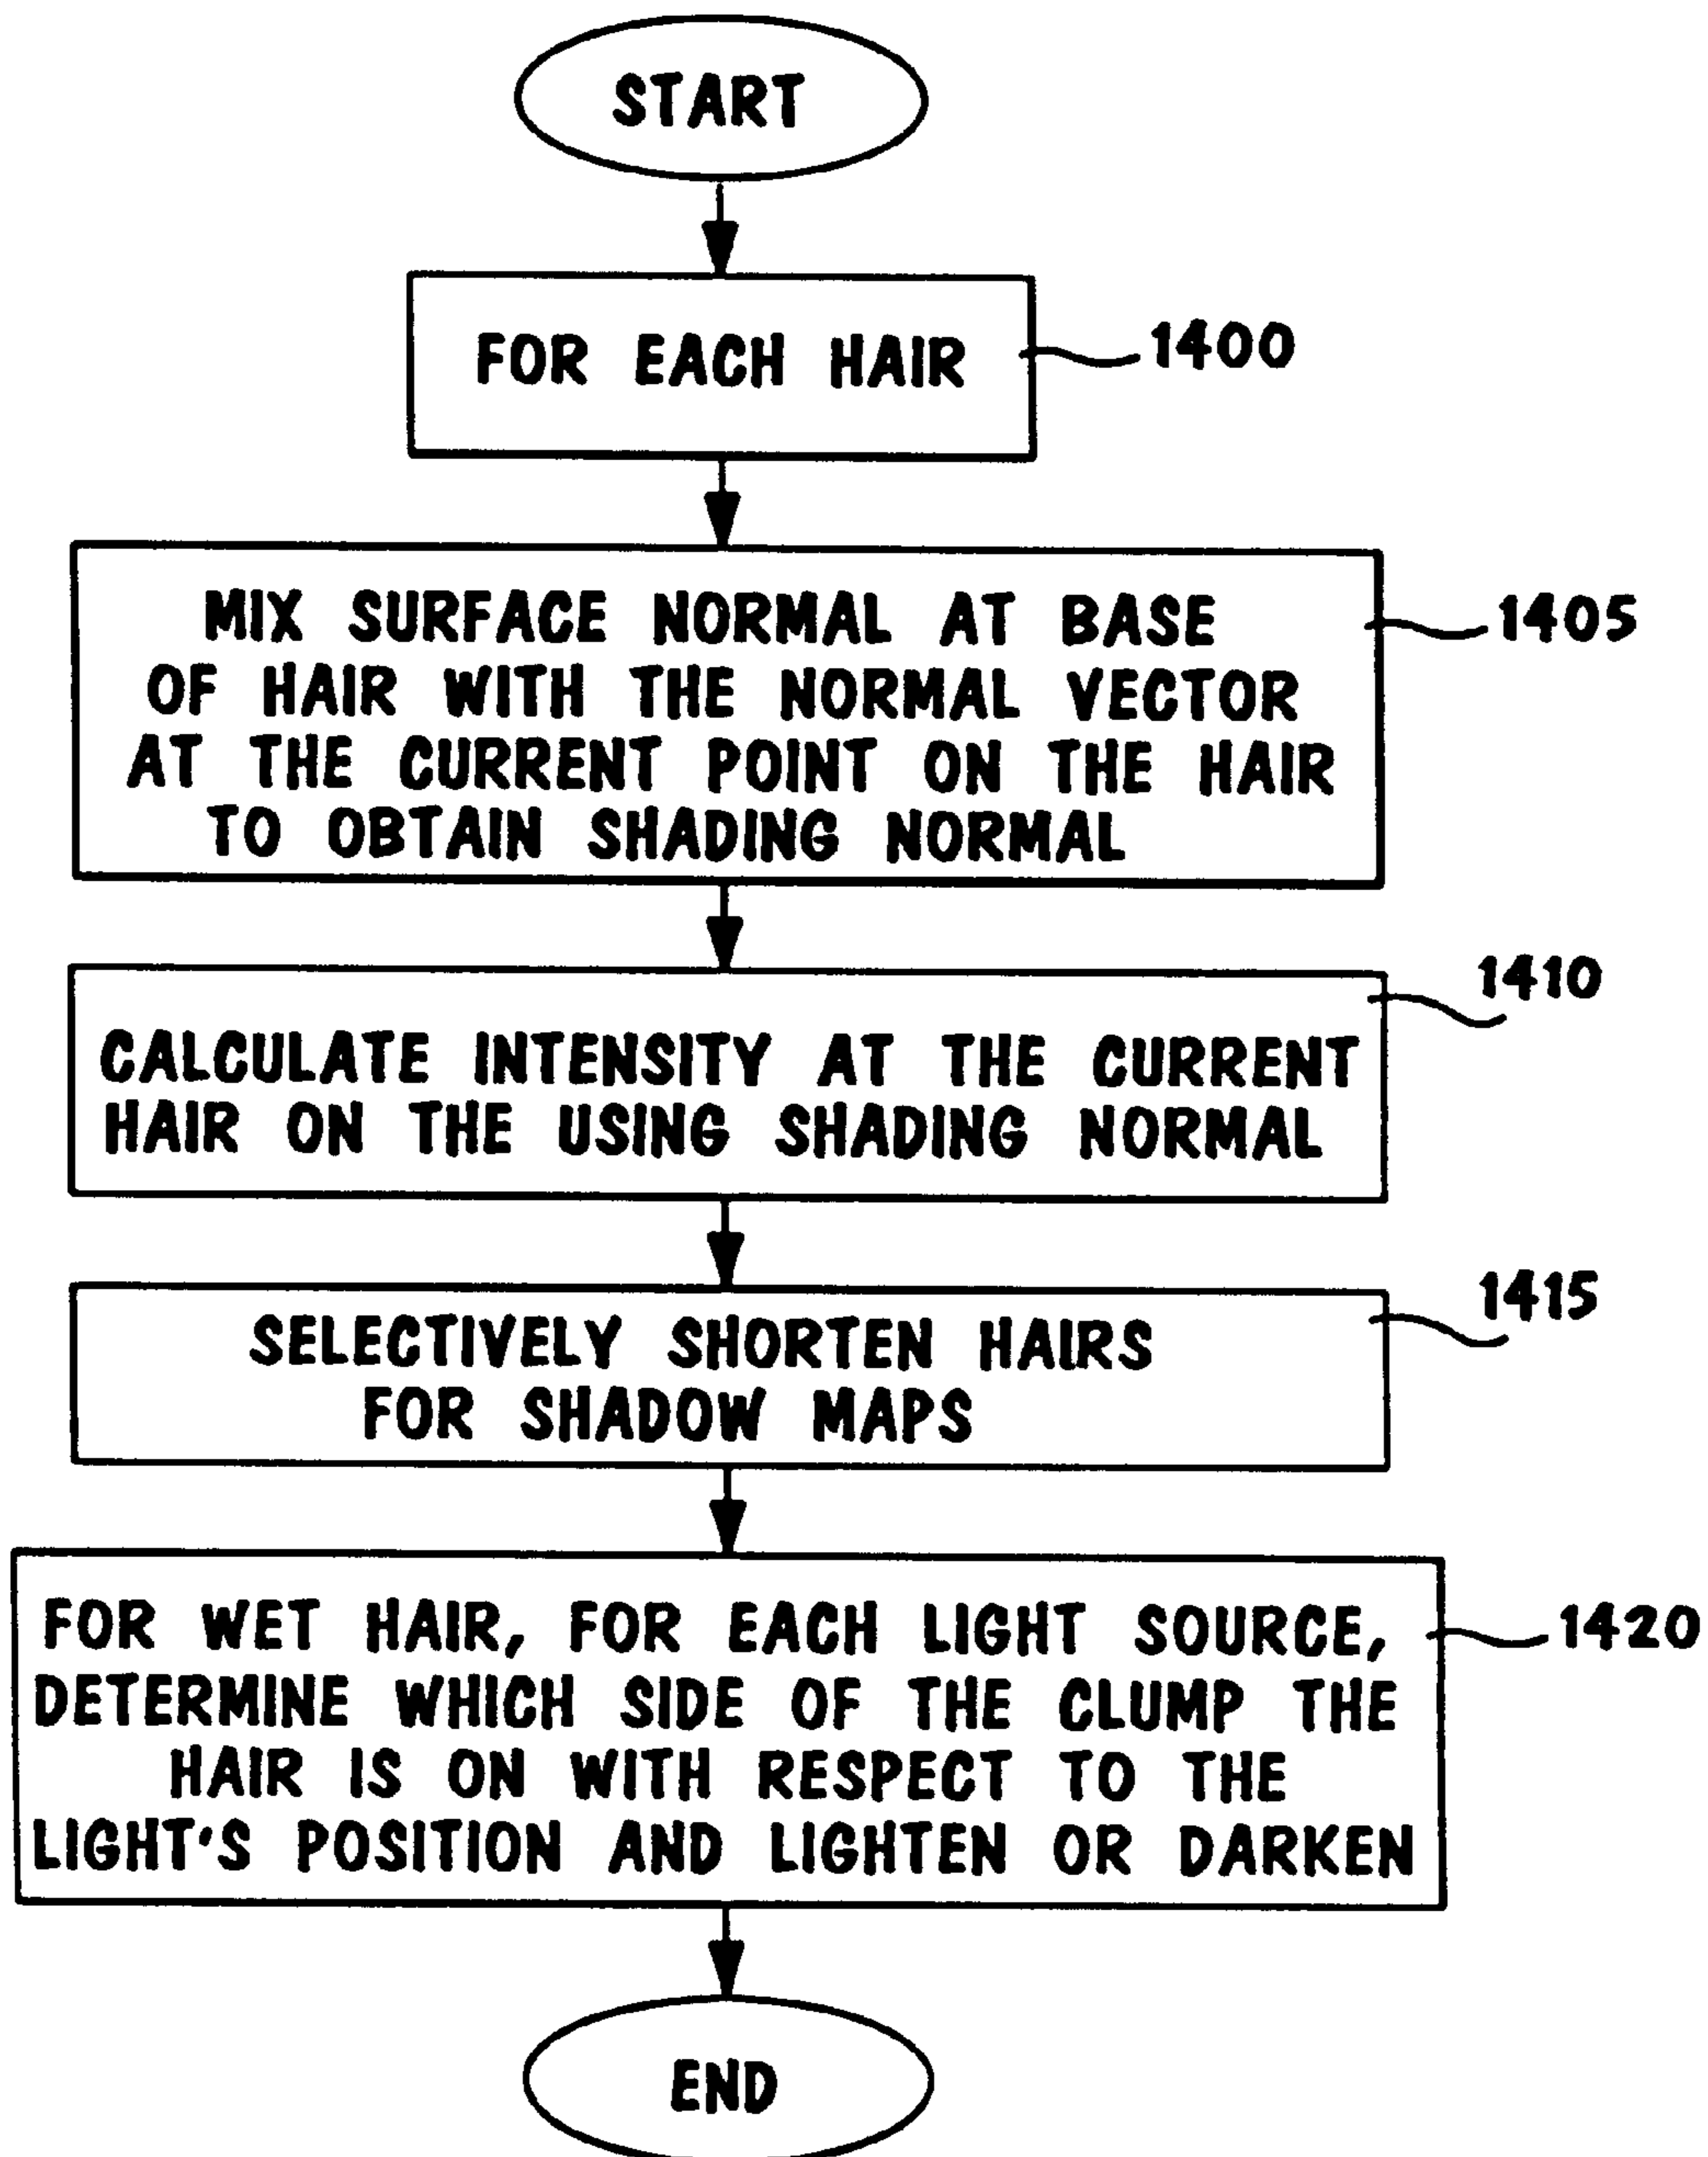 START
FOR EACH HAIR
1400
MIX SURFACE NORMAL AT BASE
OF HAIR WITH THE NORMAL VECTOR
AT THE CURRENT POINT ON THE HAIR
TO OBTAIN SHADING NORMAL
1405
CALCULATE INTENSITY AT THE CURRENT
HAIR ON THE USING SHADING NORMAL
1410
SELECTIVELY SHORTEN HAIRS
FOR SHADOW MAPS
1415
FOR WET HAIR, FOR EACH LIGHT SOURCE,
DETERMINE WHICH SIDE OF THE CLUMP THE
HAIR IS ON WITH RESPECT TO THE
LIGHT'S POSITION AND LIGHTEN OR DARKEN
1420
END